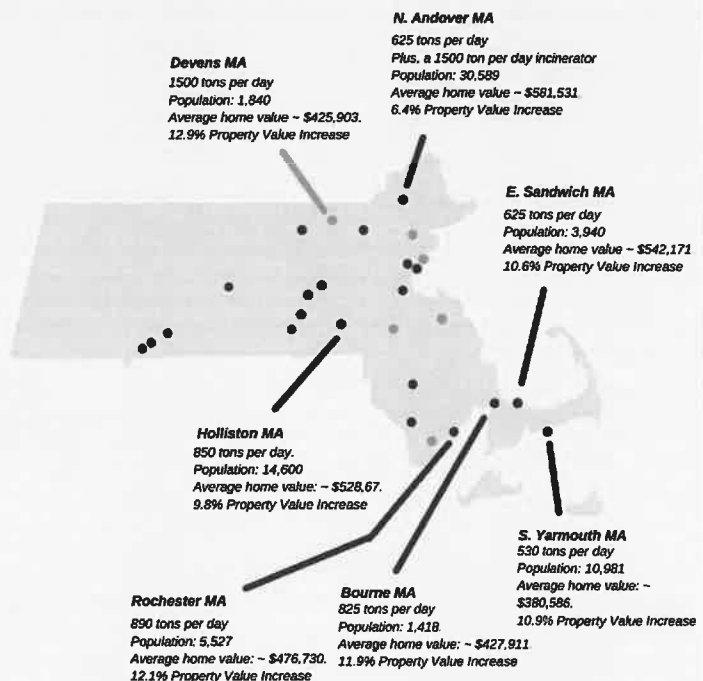 N. Andover MA
625 tons per day
Plus, a 1500 ton per day incinerator
Population: 30,589
Average home value ~ $581,531
6.4% Property Value Increase
Devens MA
1500 tons per day
Population: 1,840
Average home value ~ $425,903.
12.9% Property Value Increase
E. Sandwich MA
625 tons per day
Population: 3,940
Average home value ~ $542,171
10.6% Property Value Increase
Holliston MA
850 tons per day.
Population: 14,600
Average home value: ~ $528,67.
9.8% Property Value Increase
S. Yarmouth MA
530 tons per day
Population: 10,981
Average home value: ~
$380,586.
10.9% Property Value Increase
Rochester MA
890 tons per day
Population: 5,527
Average home value: ~ $476,730.
12.1% Property Value Increase
Bourne MA
825 tons per day
Population: 1,418.
Average home value: ~ $427,911
11.9% Property Value Increase